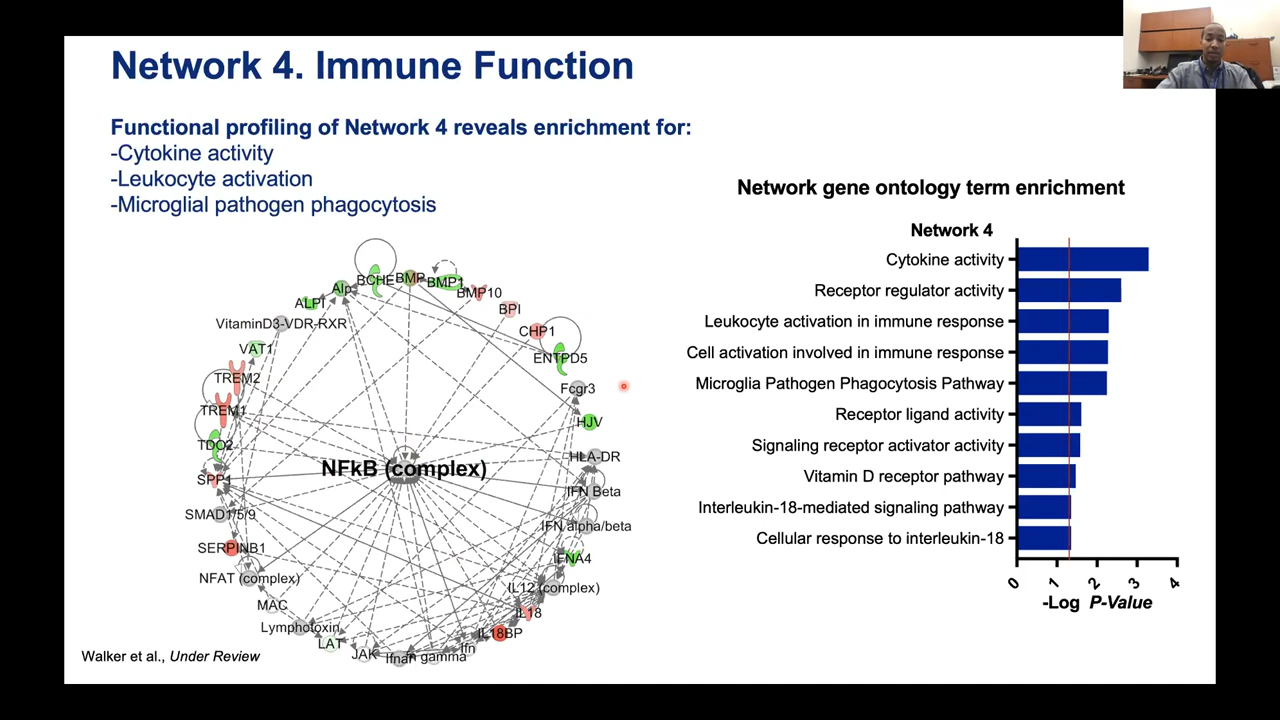 Network 4. Immune Function
Functional profiling of Network 4 reveals enrichment for:
-Cytokine activity
-Leukocyte activation
-Microglial pathogen phagocytosis
Network gene ontology term enrichment
Network 4
Cytokine activity
Receptor regulator activity
Leukocyte activation in immune response
Cell activation involved in immune response
Microglia Pathogen Phagocytosis Pathway
Receptor ligand activity
Signaling receptor activator activity
Vitamin D receptor pathway
Interleukin-18-mediated signaling pathway
Cellular response to interleukin-18
0 1 2 3 4
-Log P-Value
BCHE
BMP
BMP1
BMP10
BPI
CHP1
ENTPD5
Fcgr3
HJV
HLA-DR
IFN Beta
IFN alpha/beta
IFNA4
IL12 (complex)
IL18
IL18BP
Ifn
Ifn gamma
Ifnar
JAK
LAT
Lymphotoxin
MAC
NFAT (complex)
SERPINB1
SMAD1/5/9
SPP1
TDO2
TREM1
TREM2
VAT1
VitaminD3-VDR-RXR
ALPI
Alp
NFkB (complex)
Walker et al., Under Review